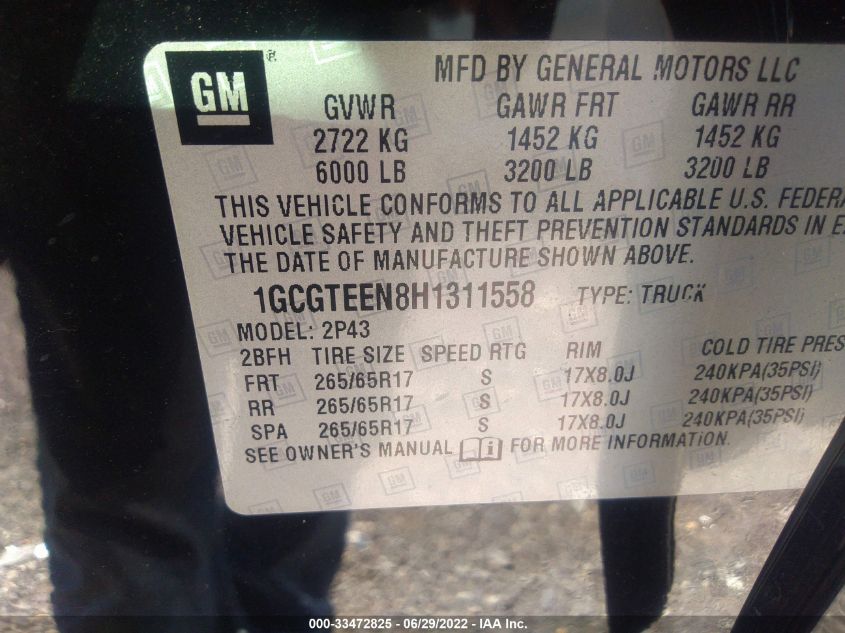 GM ® MFD BY GENERAL MOTORS LLC
GVWR GAWR FRT GAWR RR
2722 KG 1452 KG 1452 KG
6000 LB 3200 LB 3200 LB
THIS VEHICLE CONFORMS TO ALL APPLICABLE U.S. FEDERA
VEHICLE SAFETY AND THEFT PREVENTION STANDARDS IN E
THE DATE OF MANUFACTURE SHOWN ABOVE.
1GCGTEEN8H1311558 TYPE: TRUCK
MODEL: 2P43
2BFH TIRE SIZE SPEED RTG RIM COLD TIRE PRES
FRT 265/65R17 S 17X8.0J 240KPA(35PSI)
RR 265/65R17 S 17X8.0J 240KPA(35PSI)
SPA 265/65R17 S 17X8.0J 240KPA(35PSI)
SEE OWNER'S MANUAL i FOR MORE INFORMATION.
000-33472825 - 06/29/2022 - IAA Inc.